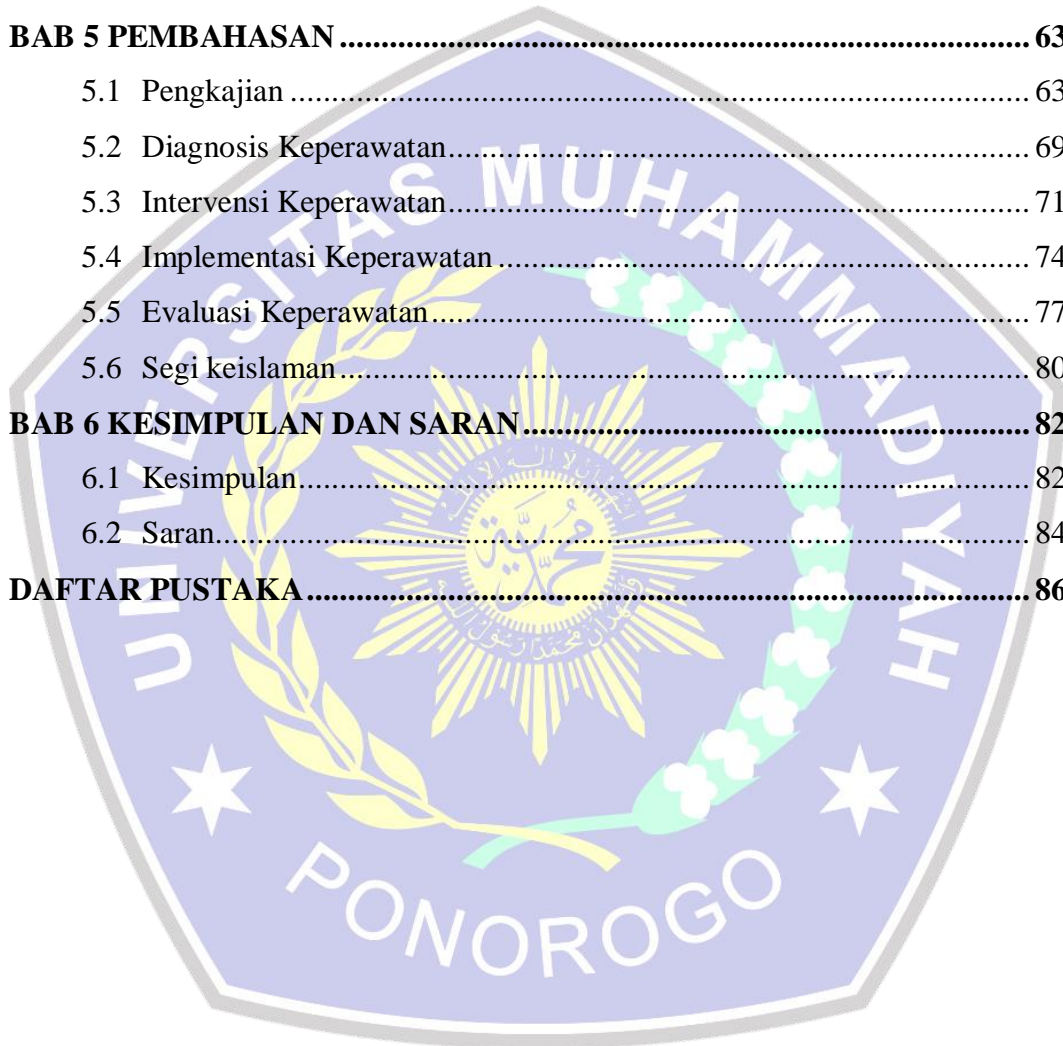 BAB 5 PEMBAHASAN.................................................................................... 63
5.1 Pengkajian .......................................................................................... 63
5.2 Diagnosis Keperawatan....................................................................... 69
5.3 Intervensi Keperawatan....................................................................... 71
5.4 Implementasi Keperawatan ................................................................. 74
5.5 Evaluasi Keperawatan......................................................................... 77
5.6 Segi keislaman.................................................................................... 80
BAB 6 KESIMPULAN DAN SARAN.............................................................. 82
6.1 Kesimpulan......................................................................................... 82
6.2 Saran................................................................................................... 84
DAFTAR PUSTAKA........................................................................................ 86
UNIVERSITAS MUHAMMADIYAH
PONOROGO